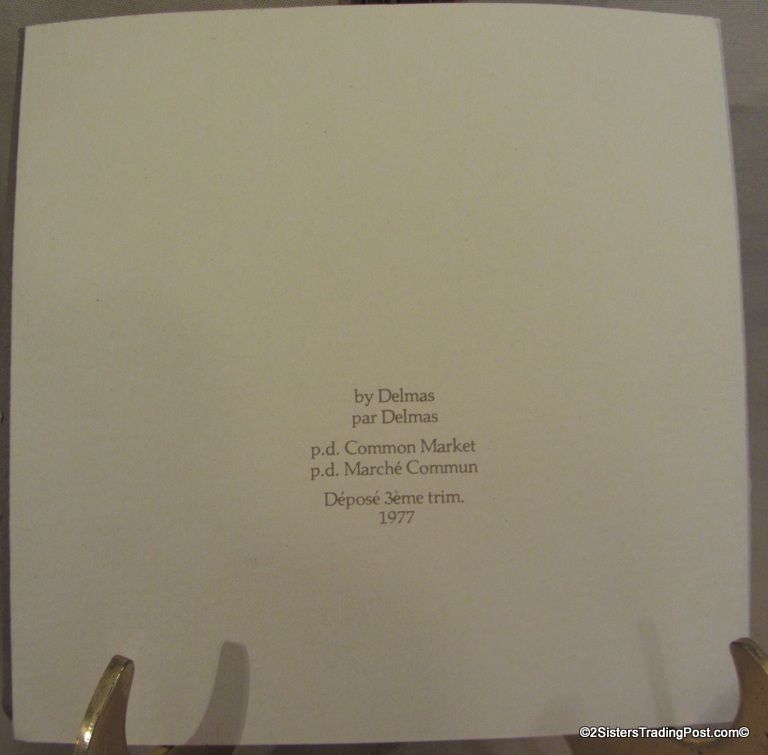 by Delmas
par Delmas
p.d. Common Market
p.d. Marché Commun
Déposé 3ème trim.
1977
©2SistersTradingPost.com©